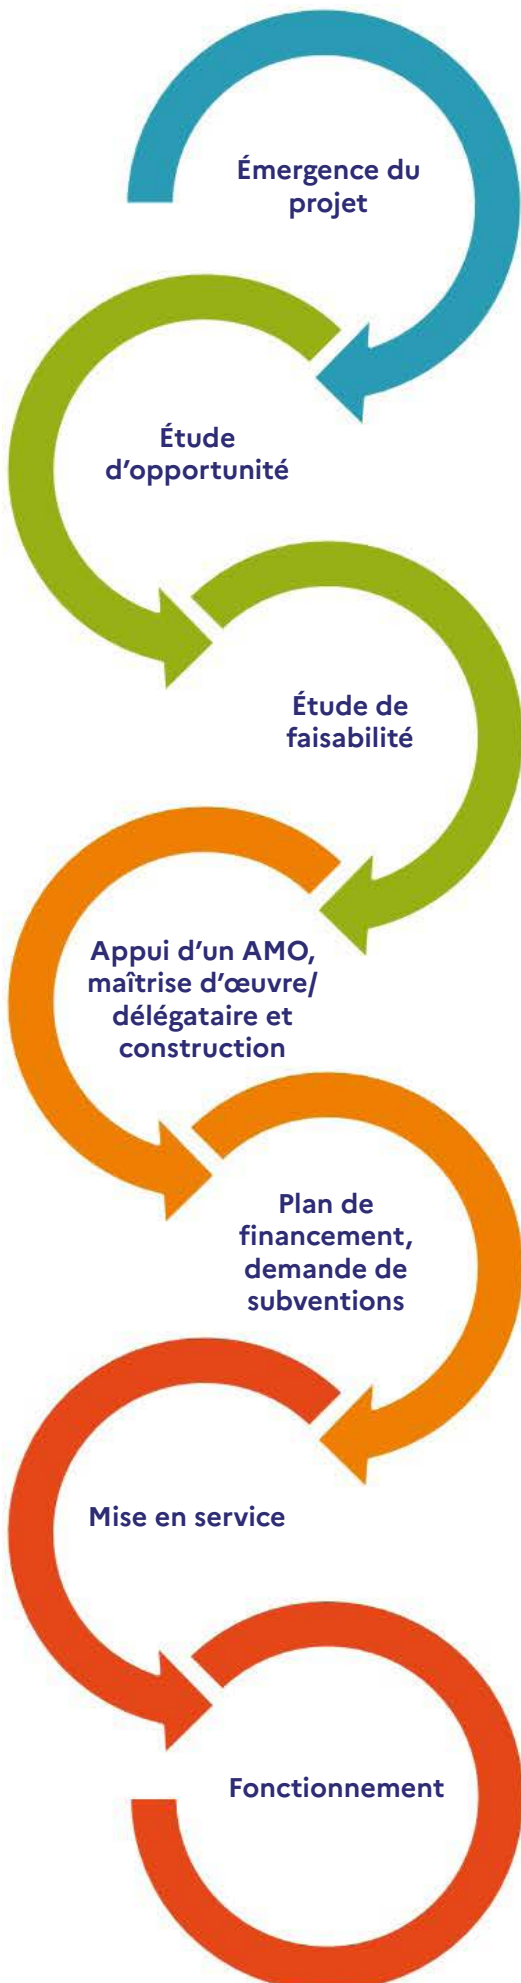 Émergence du
projet
Étude
d’opportunité
Étude de
faisabilité
Appui d’un AMO,
maîtrise d’œuvre/
délégataire et
construction
Plan de
financement,
demande de
subventions
Mise en service
Fonctionnement